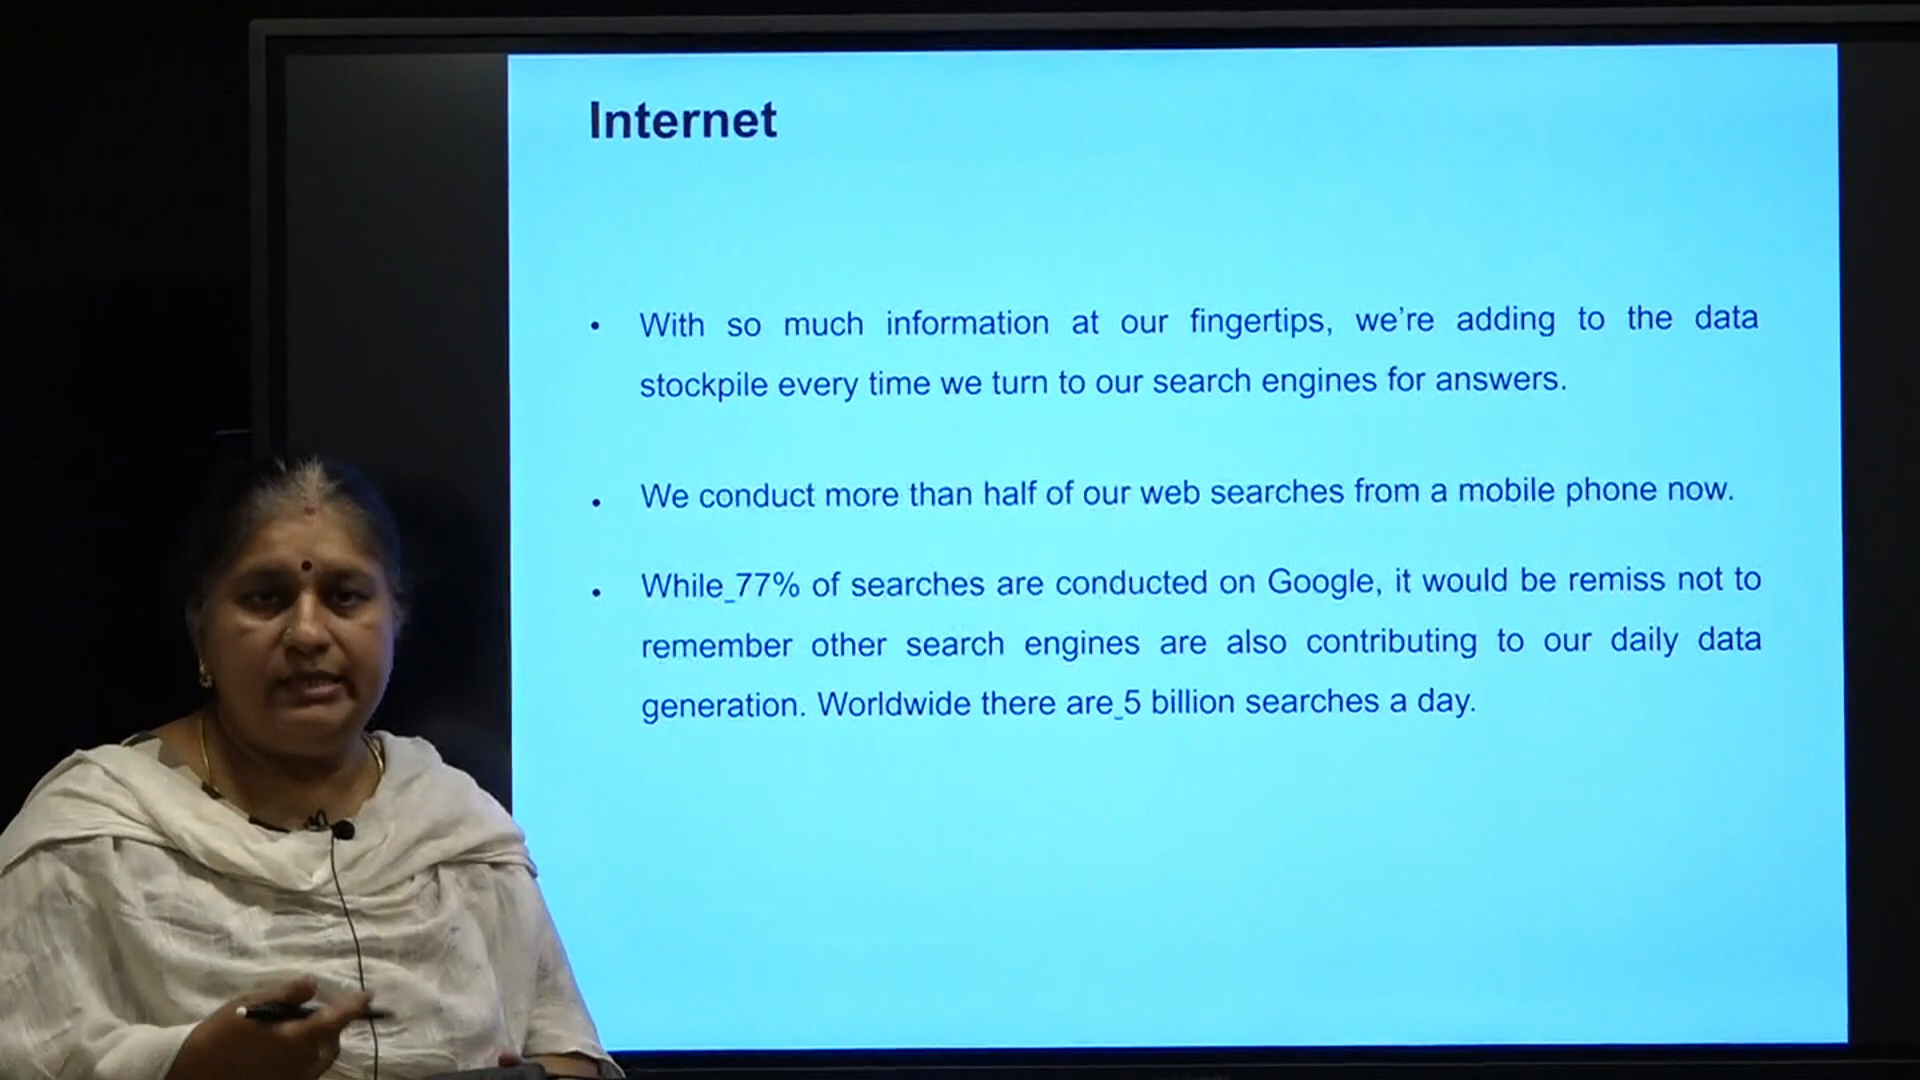 Internet
• With so much information at our fingertips, we’re adding to the data
stockpile every time we turn to our search engines for answers.
• We conduct more than half of our web searches from a mobile phone now.
• While 77% of searches are conducted on Google, it would be remiss not to
remember other search engines are also contributing to our daily data
generation. Worldwide there are 5 billion searches a day.